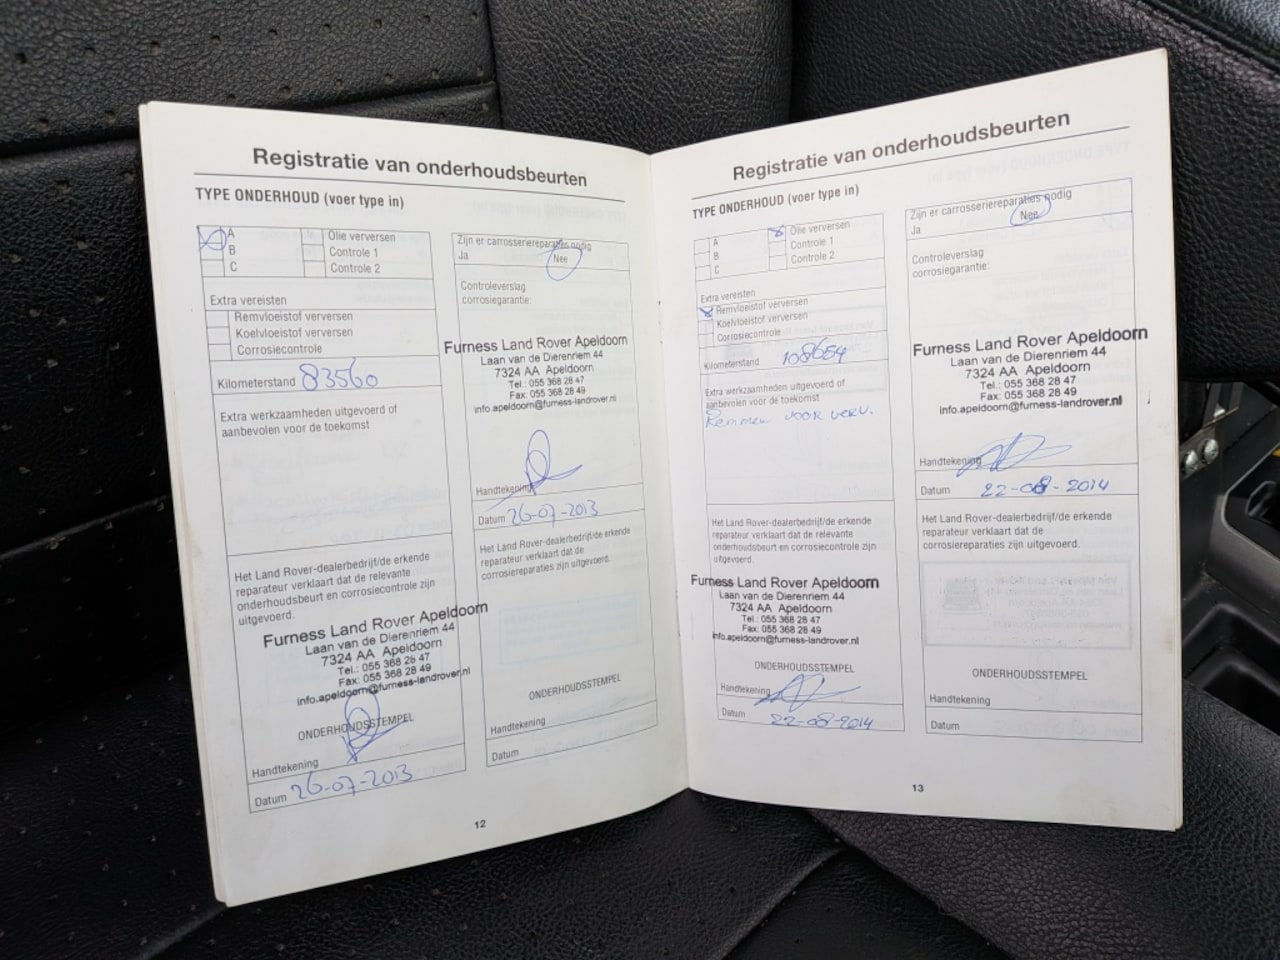 Registratie van onderhoudsbeurten
TYPE ONDERHOUD (voer type in)
A
B
C
Olie verversen
Controle 1
Controle 2
Extra vereisten
Remvloeistof verversen
Koelvloeistof verversen
Corrosiecontrole
Kilometerstand 83560
Extra werkzaamheden uitgevoerd of
aanbevolen voor de toekomst
Het Land Rover-dealerbedrijf/de erkende
reparateur verklaart dat de relevante
onderhoudsbeurt en corrosiecontrole zijn
uitgevoerd.
Furness Land Rover Apeldoorn
Laan van de Dierenriem 44
7324 AA Apeldoorn
Tel.: 055 368 28 47
Fax: 055 368 28 49
info.apeldoorn@furness-landrover.nl
ONDERHOUDSSTEMPEL
Handtekening
Datum 26-07-2013
Zijn er carrosseriereparaties nodig
Ja Nee
Controleverslag
corrosiegarantie:
Furness Land Rover Apeldoorn
Laan van de Dierenriem 44
7324 AA Apeldoorn
Tel.: 055 368 28 47
Fax: 055 368 28 49
info.apeldoorn@furness-landrover.nl
Handtekening
Datum 26-07-2013
Het Land Rover-dealerbedrijf/de erkende
reparateur verklaart dat de
corrosiereparaties zijn uitgevoerd.
ONDERHOUDSSTEMPEL
Handtekening
Datum
12
Registratie van onderhoudsbeurten
TYPE ONDERHOUD (voer type in)
A
B
C
Olie verversen
Controle 1
Controle 2
Extra vereisten
Remvloeistof verversen
Koelvloeistof verversen
Corrosiecontrole
Kilometerstand 108654
Extra werkzaamheden uitgevoerd of
aanbevolen voor de toekomst
Remmen voor verv.
Het Land Rover-dealerbedrijf/de erkende
reparateur verklaart dat de relevante
onderhoudsbeurt en corrosiecontrole zijn
uitgevoerd.
Furness Land Rover Apeldoorn
Laan van de Dierenriem 44
7324 AA Apeldoorn
Tel.: 055 368 28 47
Fax: 055 368 28 49
info.apeldoorn@furness-landrover.nl
ONDERHOUDSSTEMPEL
Handtekening
Datum 22-08-2014
Zijn er carrosseriereparaties nodig
Ja Nee
Controleverslag
corrosiegarantie:
Furness Land Rover Apeldoorn
Laan van de Dierenriem 44
7324 AA Apeldoorn
Tel.: 055 368 28 47
Fax: 055 368 28 49
info.apeldoorn@furness-landrover.nl
Handtekening
Datum 22-08-2014
Het Land Rover-dealerbedrijf/de erkende
reparateur verklaart dat de
corrosiereparaties zijn uitgevoerd.
ONDERHOUDSSTEMPEL
Handtekening
Datum
13